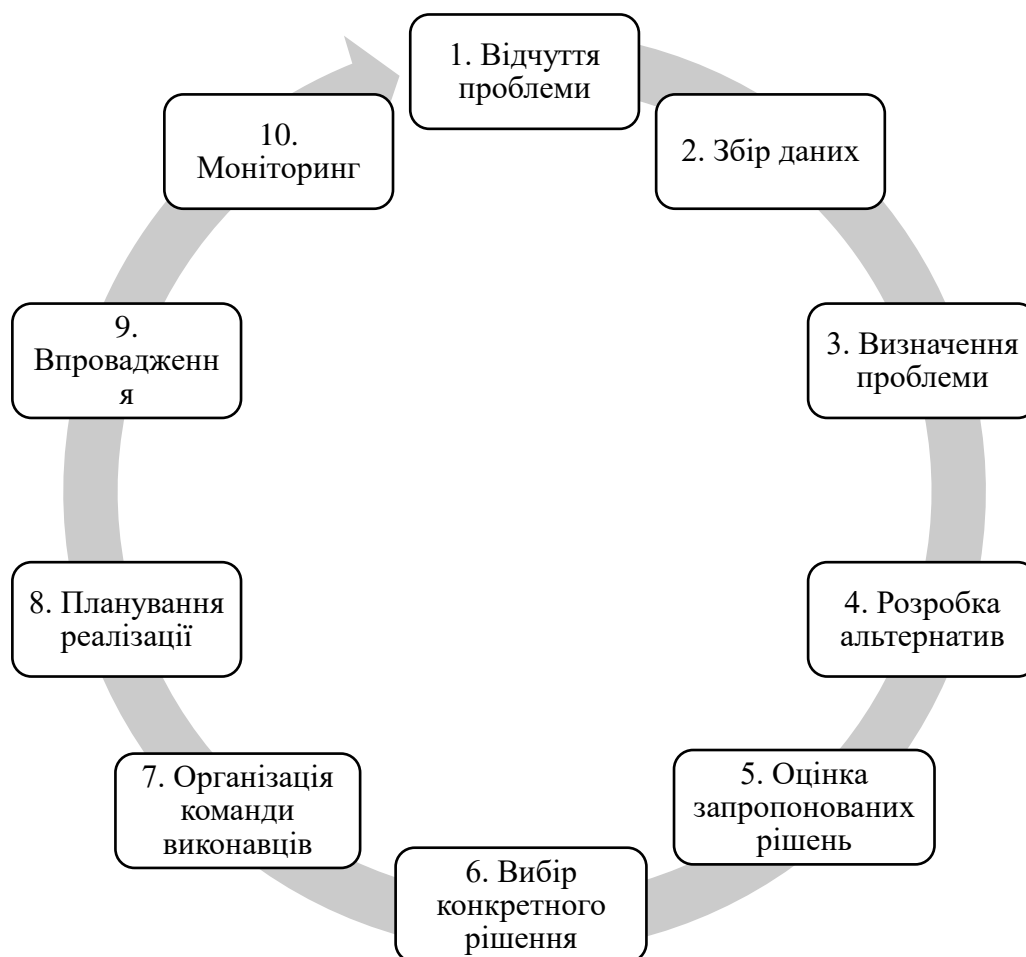 1. Відчуття
проблеми
2. Збір даних
3. Визначення
проблеми
4. Розробка
альтернатив
5. Оцінка
запропонованих
рішень
6. Вибір
конкретного
рішення
7. Організація
команди
виконавців
8. Планування
реалізації
9.
Впровадженн
я
10.
Моніторинг